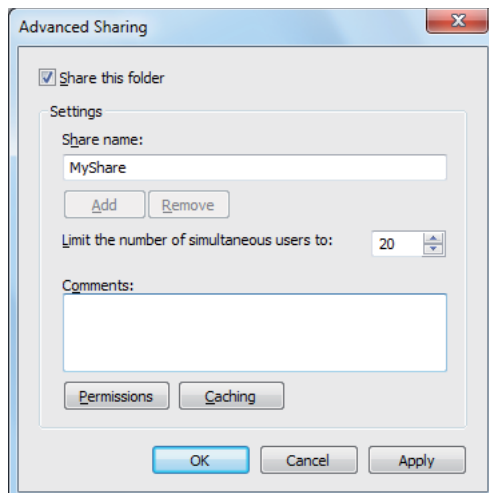 Advanced Sharing
Share this folder
Settings
Share name:
MyShare
Add Remove
Limit the number of simultaneous users to: 20
Comments:
Permissions Caching
OK Cancel Apply